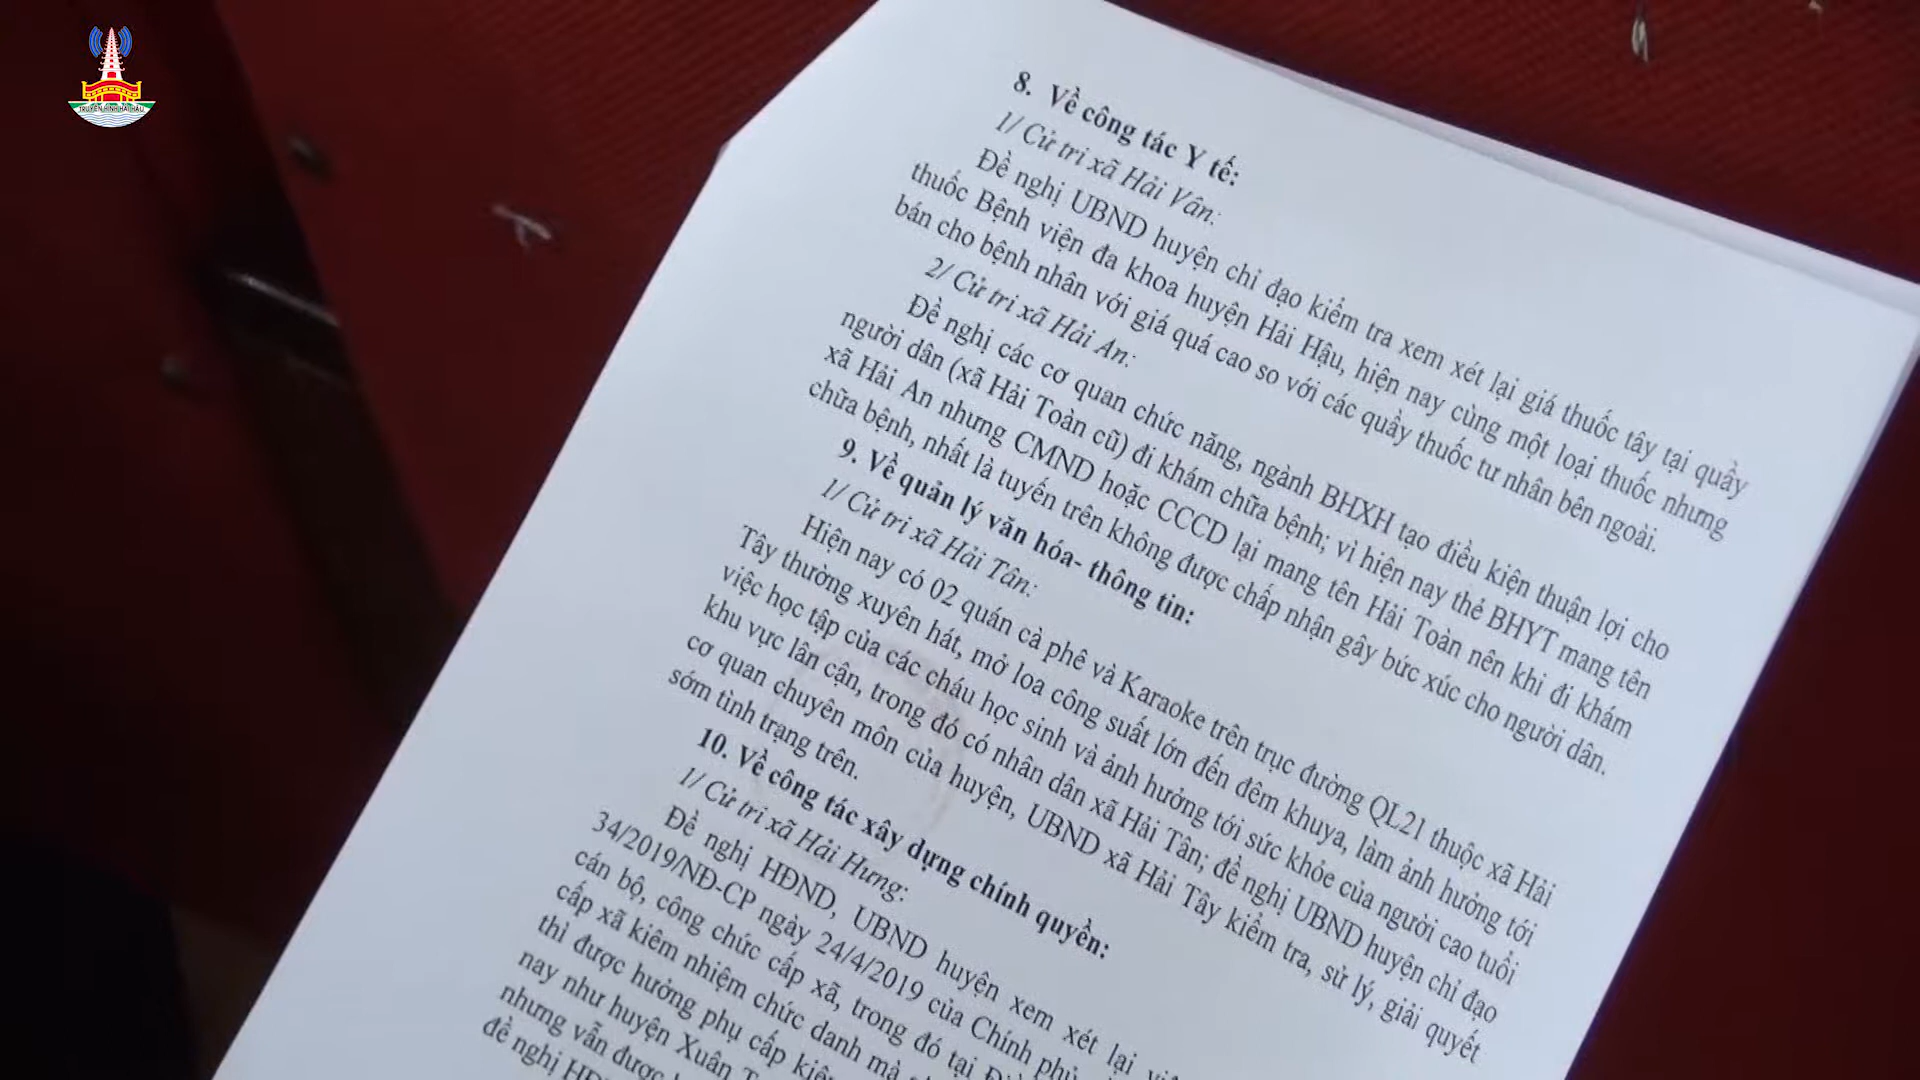 TRUYỀN HÌNH HẢI HẬU
8. Về công tác Y tế:
1/ Cử tri xã Hải Vân:
Đề nghị UBND huyện chỉ đạo kiểm tra xem xét lại giá thuốc tây tại quầy
thuốc Bệnh viện đa khoa huyện Hải Hậu, hiện nay cùng một loại thuốc nhưng
bán cho bệnh nhân với giá quá cao so với các quầy thuốc tư nhân bên ngoài.
2/ Cử tri xã Hải An:
Đề nghị các cơ quan chức năng, ngành BHXH tạo điều kiện thuận lợi cho
người dân (xã Hải Toàn cũ) đi khám chữa bệnh; vì hiện nay thẻ BHYT mang tên
xã Hải An nhưng CMND hoặc CCCD lại mang tên Hải Toàn nên khi đi khám
chữa bệnh, nhất là tuyến trên không được chấp nhận gây bức xúc cho người dân.
9. Về quản lý văn hóa- thông tin:
1/ Cử tri xã Hải Tân:
Hiện nay có 02 quán cà phê và Karaoke trên trục đường QL21 thuộc xã Hải
Tây thường xuyên hát, mở loa công suất lớn đến đêm khuya, làm ảnh hưởng tới
việc học tập của các cháu học sinh và ảnh hưởng tới sức khỏe của người cao tuổi
khu vực lân cận, trong đó có nhân dân xã Hải Tân; đề nghị UBND huyện chỉ đạo
cơ quan chuyên môn của huyện, UBND xã Hải Tây kiểm tra, sử lý, giải quyết
sớm tình trạng trên.
10. Về công tác xây dựng chính quyền:
1/ Cử tri xã Hải Hưng:
Đề nghị HĐND, UBND huyện xem xét lại
34/2019/NĐ-CP ngày 24/4/2019 của Chính phủ
cán bộ, công chức cấp xã, trong đó tại
cấp xã kiêm nhiệm chức danh mà
thì được hưởng phụ cấp
nay như huyện Xuân
nhưng vẫn được
đề nghị